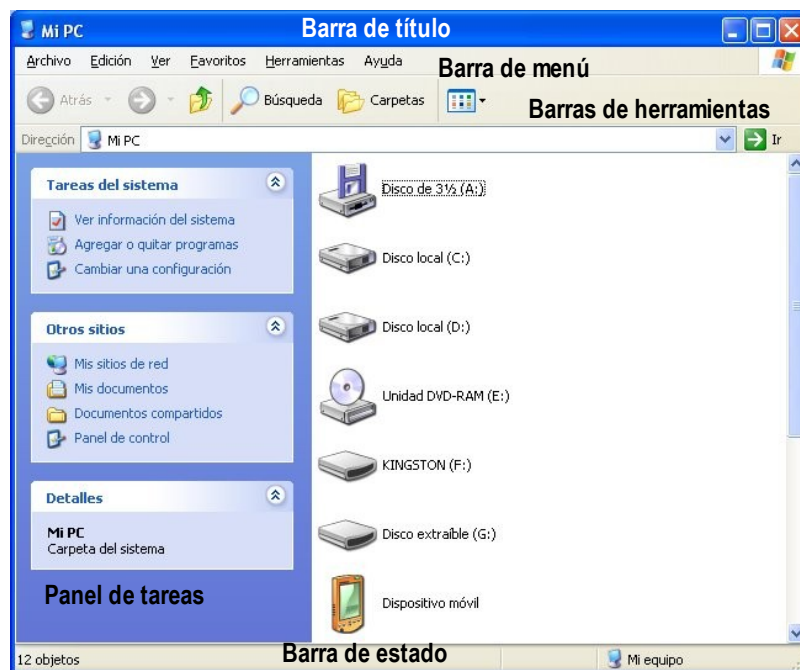 Mi PC
Barra de título
Archivo Edición Ver Favoritos Herramientas Ayuda
Barra de menú
Atrás Búsqueda Carpetas
Barras de herramientas
Dirección Mi PC Ir
Tareas del sistema
Ver información del sistema
Agregar o quitar programas
Cambiar una configuración
Otros sitios
Mis sitios de red
Mis documentos
Documentos compartidos
Panel de control
Detalles
Mi PC
Carpeta del sistema
Panel de tareas
Disco de 3½ (A:)
Disco local (C:)
Disco local (D:)
Unidad DVD-RAM (E:)
KINGSTON (F:)
Disco extraíble (G:)
Dispositivo móvil
12 objetos
Barra de estado
Mi equipo